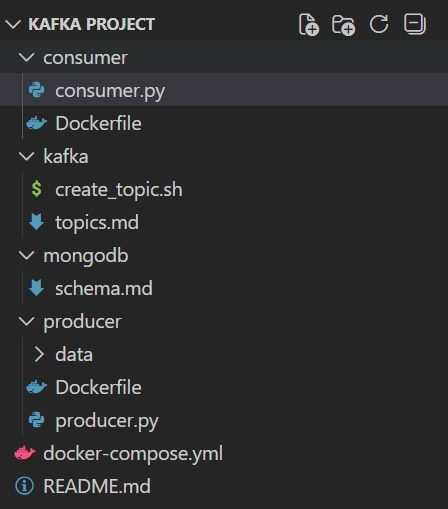 KAFKA PROJECT
consumer
consumer.py
Dockerfile
kafka
$ create_topic.sh
topics.md
mongodb
schema.md
producer
data
Dockerfile
producer.py
docker-compose.yml
README.md